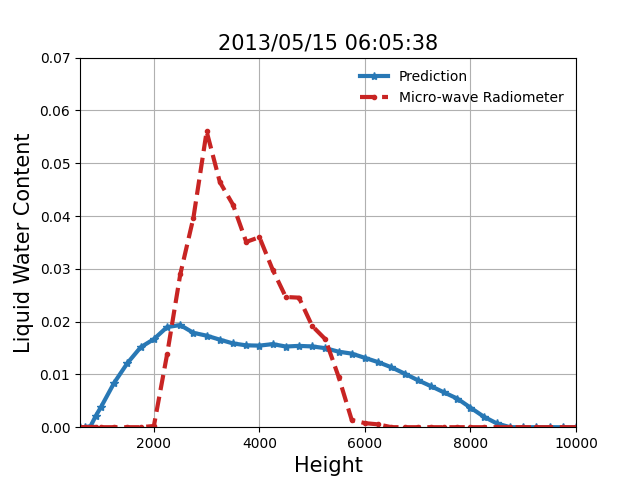 2013/05/15 06:05:38
0.07
0.06
0.05
0.04
0.03
0.02
0.01
0.00
Liquid Water Content
Prediction
Micro-wave Radiometer
2000 4000 6000 8000 10000
Height